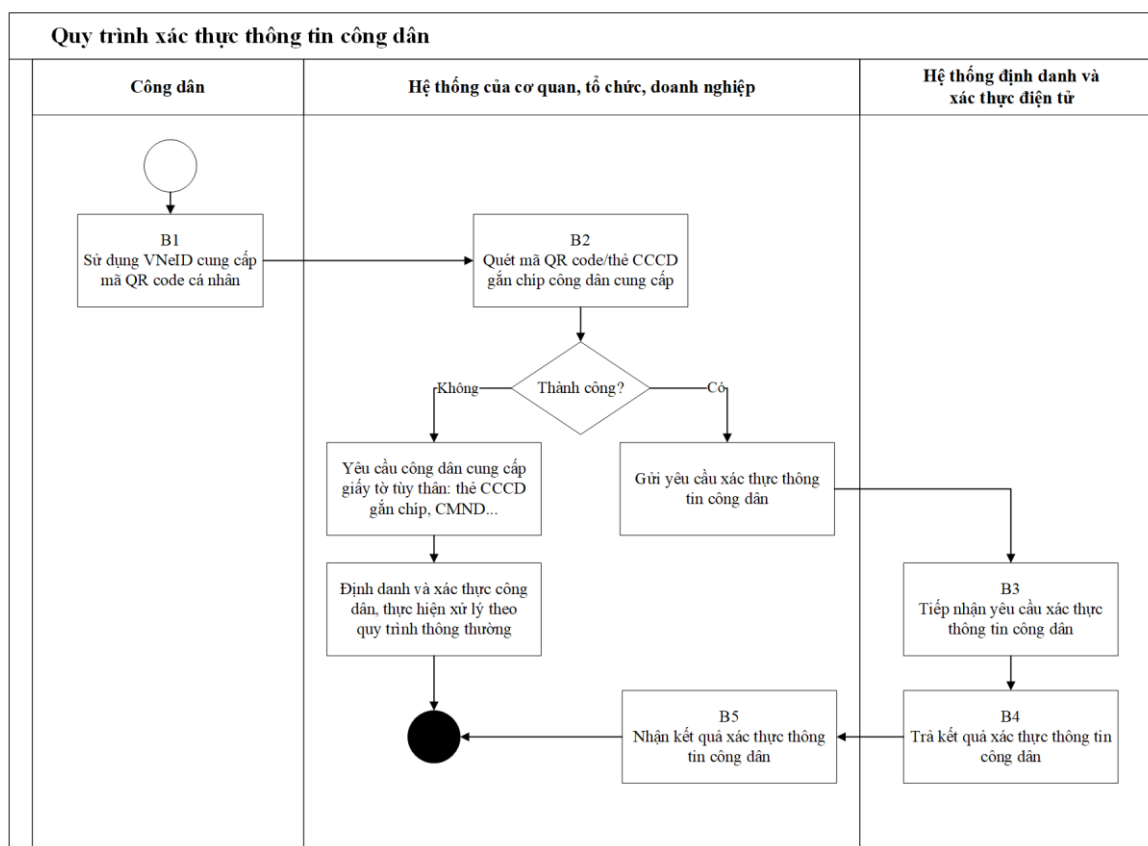 Quy trình xác thực thông tin công dân
Công dân
Hệ thống của cơ quan, tổ chức, doanh nghiệp
Hệ thống định danh và
xác thực điện tử
B1
Sử dụng VNeID cung cấp
mã QR code cá nhân
B2
Quét mã QR code/thẻ CCCD
gắn chíp công dân cung cấp
Thành công?
Không
Có
Yêu cầu công dân cung cấp
giấy tờ tùy thân: thẻ CCCD
gắn chíp, CMND...
Gửi yêu cầu xác thực thông
tin công dân
Định danh và xác thực công
dân, thực hiện xử lý theo
quy trình thông thường
B3
Tiếp nhận yêu cầu xác thực
thông tin công dân
B5
Nhận kết quả xác thực thông
tin công dân
B4
Trả kết quả xác thực thông tin
công dân